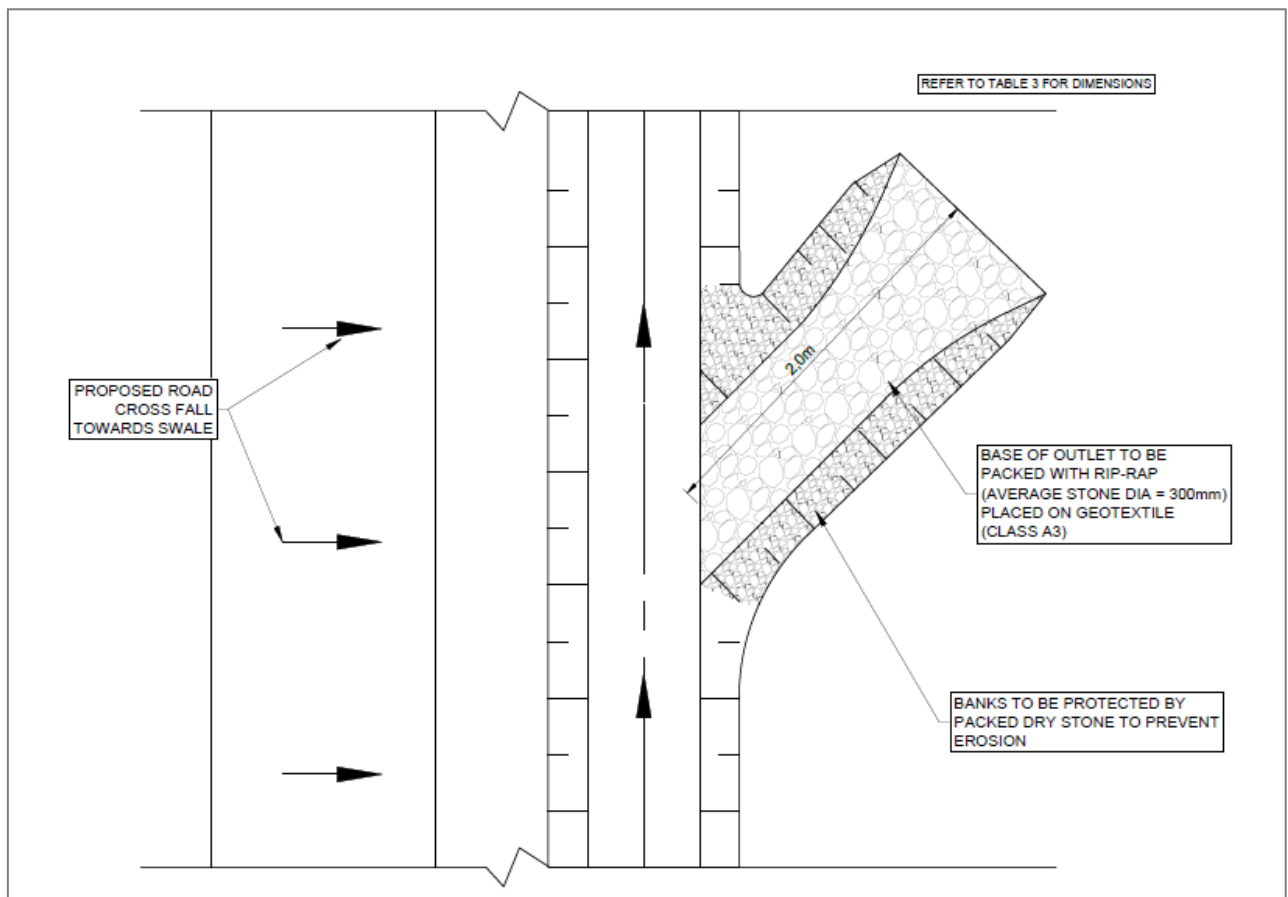 REFER TO TABLE 3 FOR DIMENSIONS
PROPOSED ROAD
CROSS FALL
TOWARDS SWALE
2,0m
BASE OF OUTLET TO BE
PACKED WITH RIP-RAP
(AVERAGE STONE DIA = 300mm)
PLACED ON GEOTEXTILE
(CLASS A3)
BANKS TO BE PROTECTED BY
PACKED DRY STONE TO PREVENT
EROSION